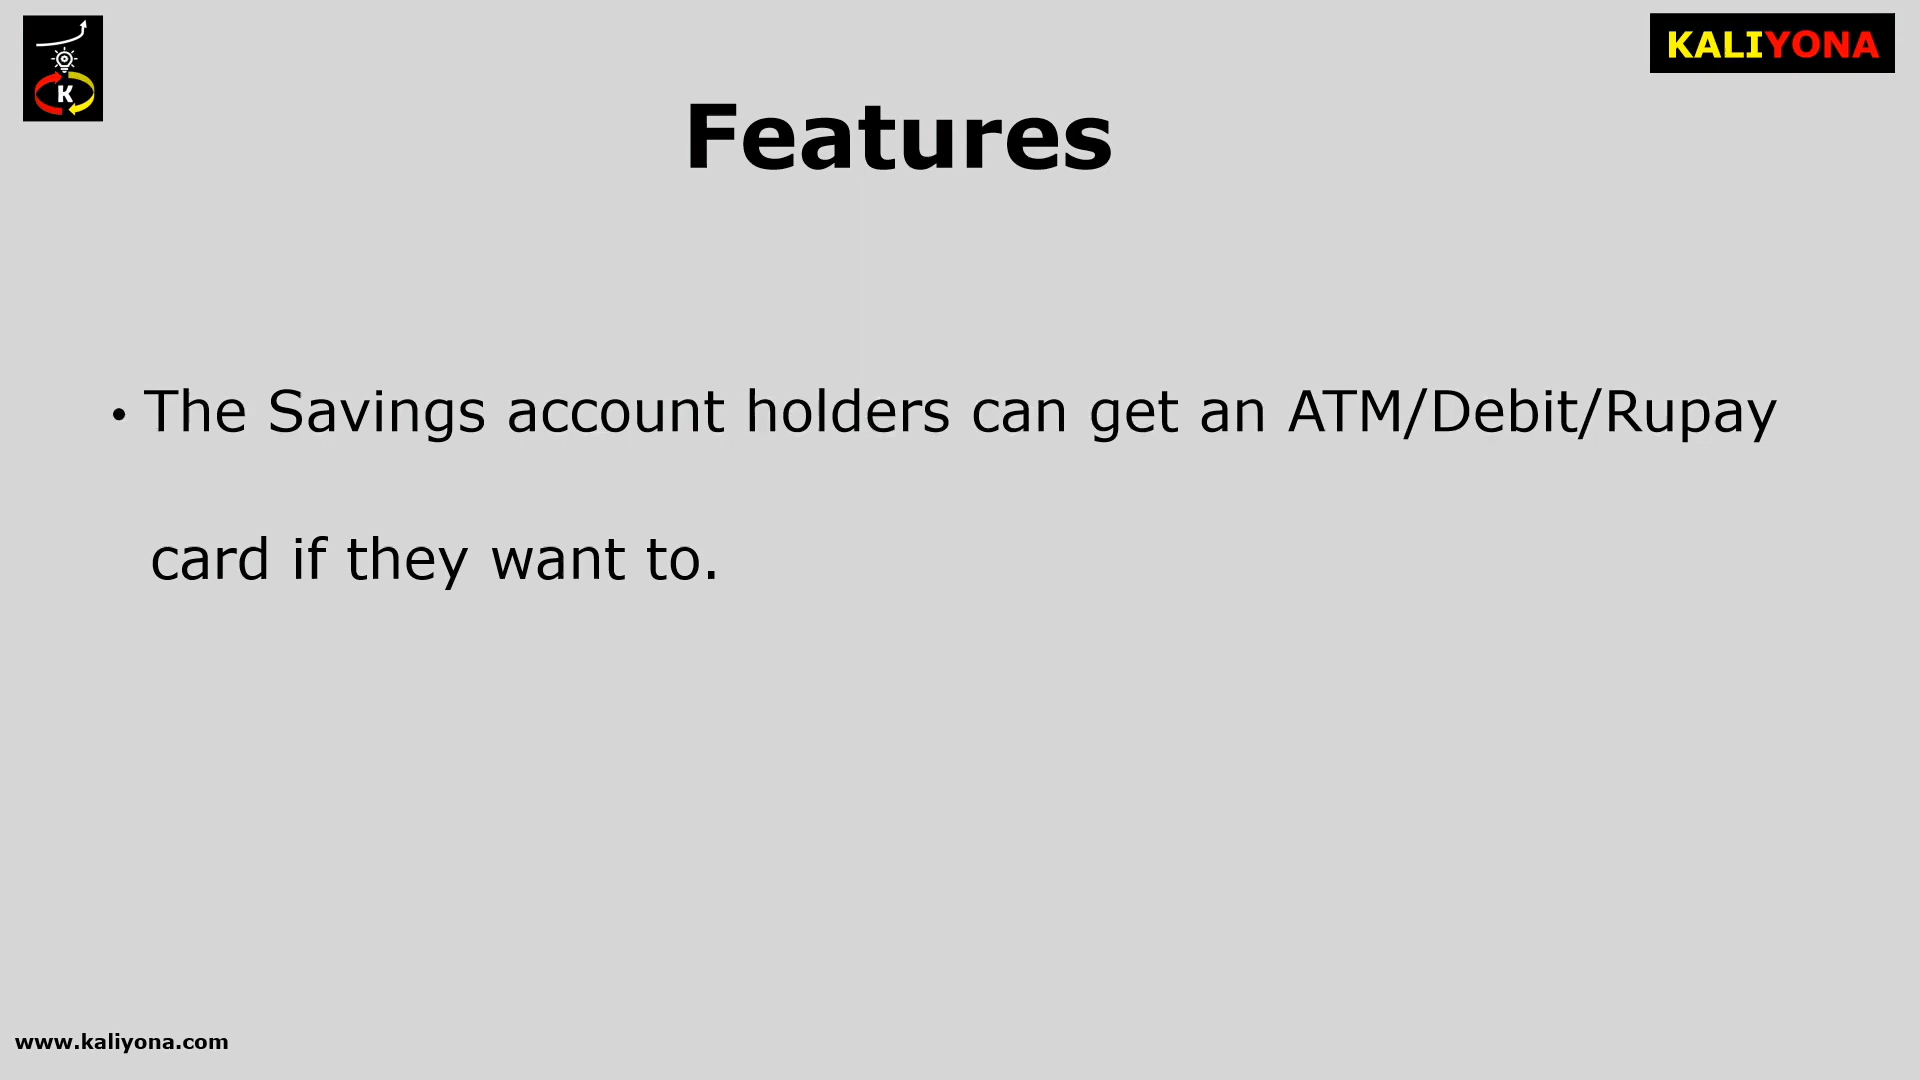 K
KALIYONA
Features
• The Savings account holders can get an ATM/Debit/Rupay
card if they want to.
www.kaliyona.com